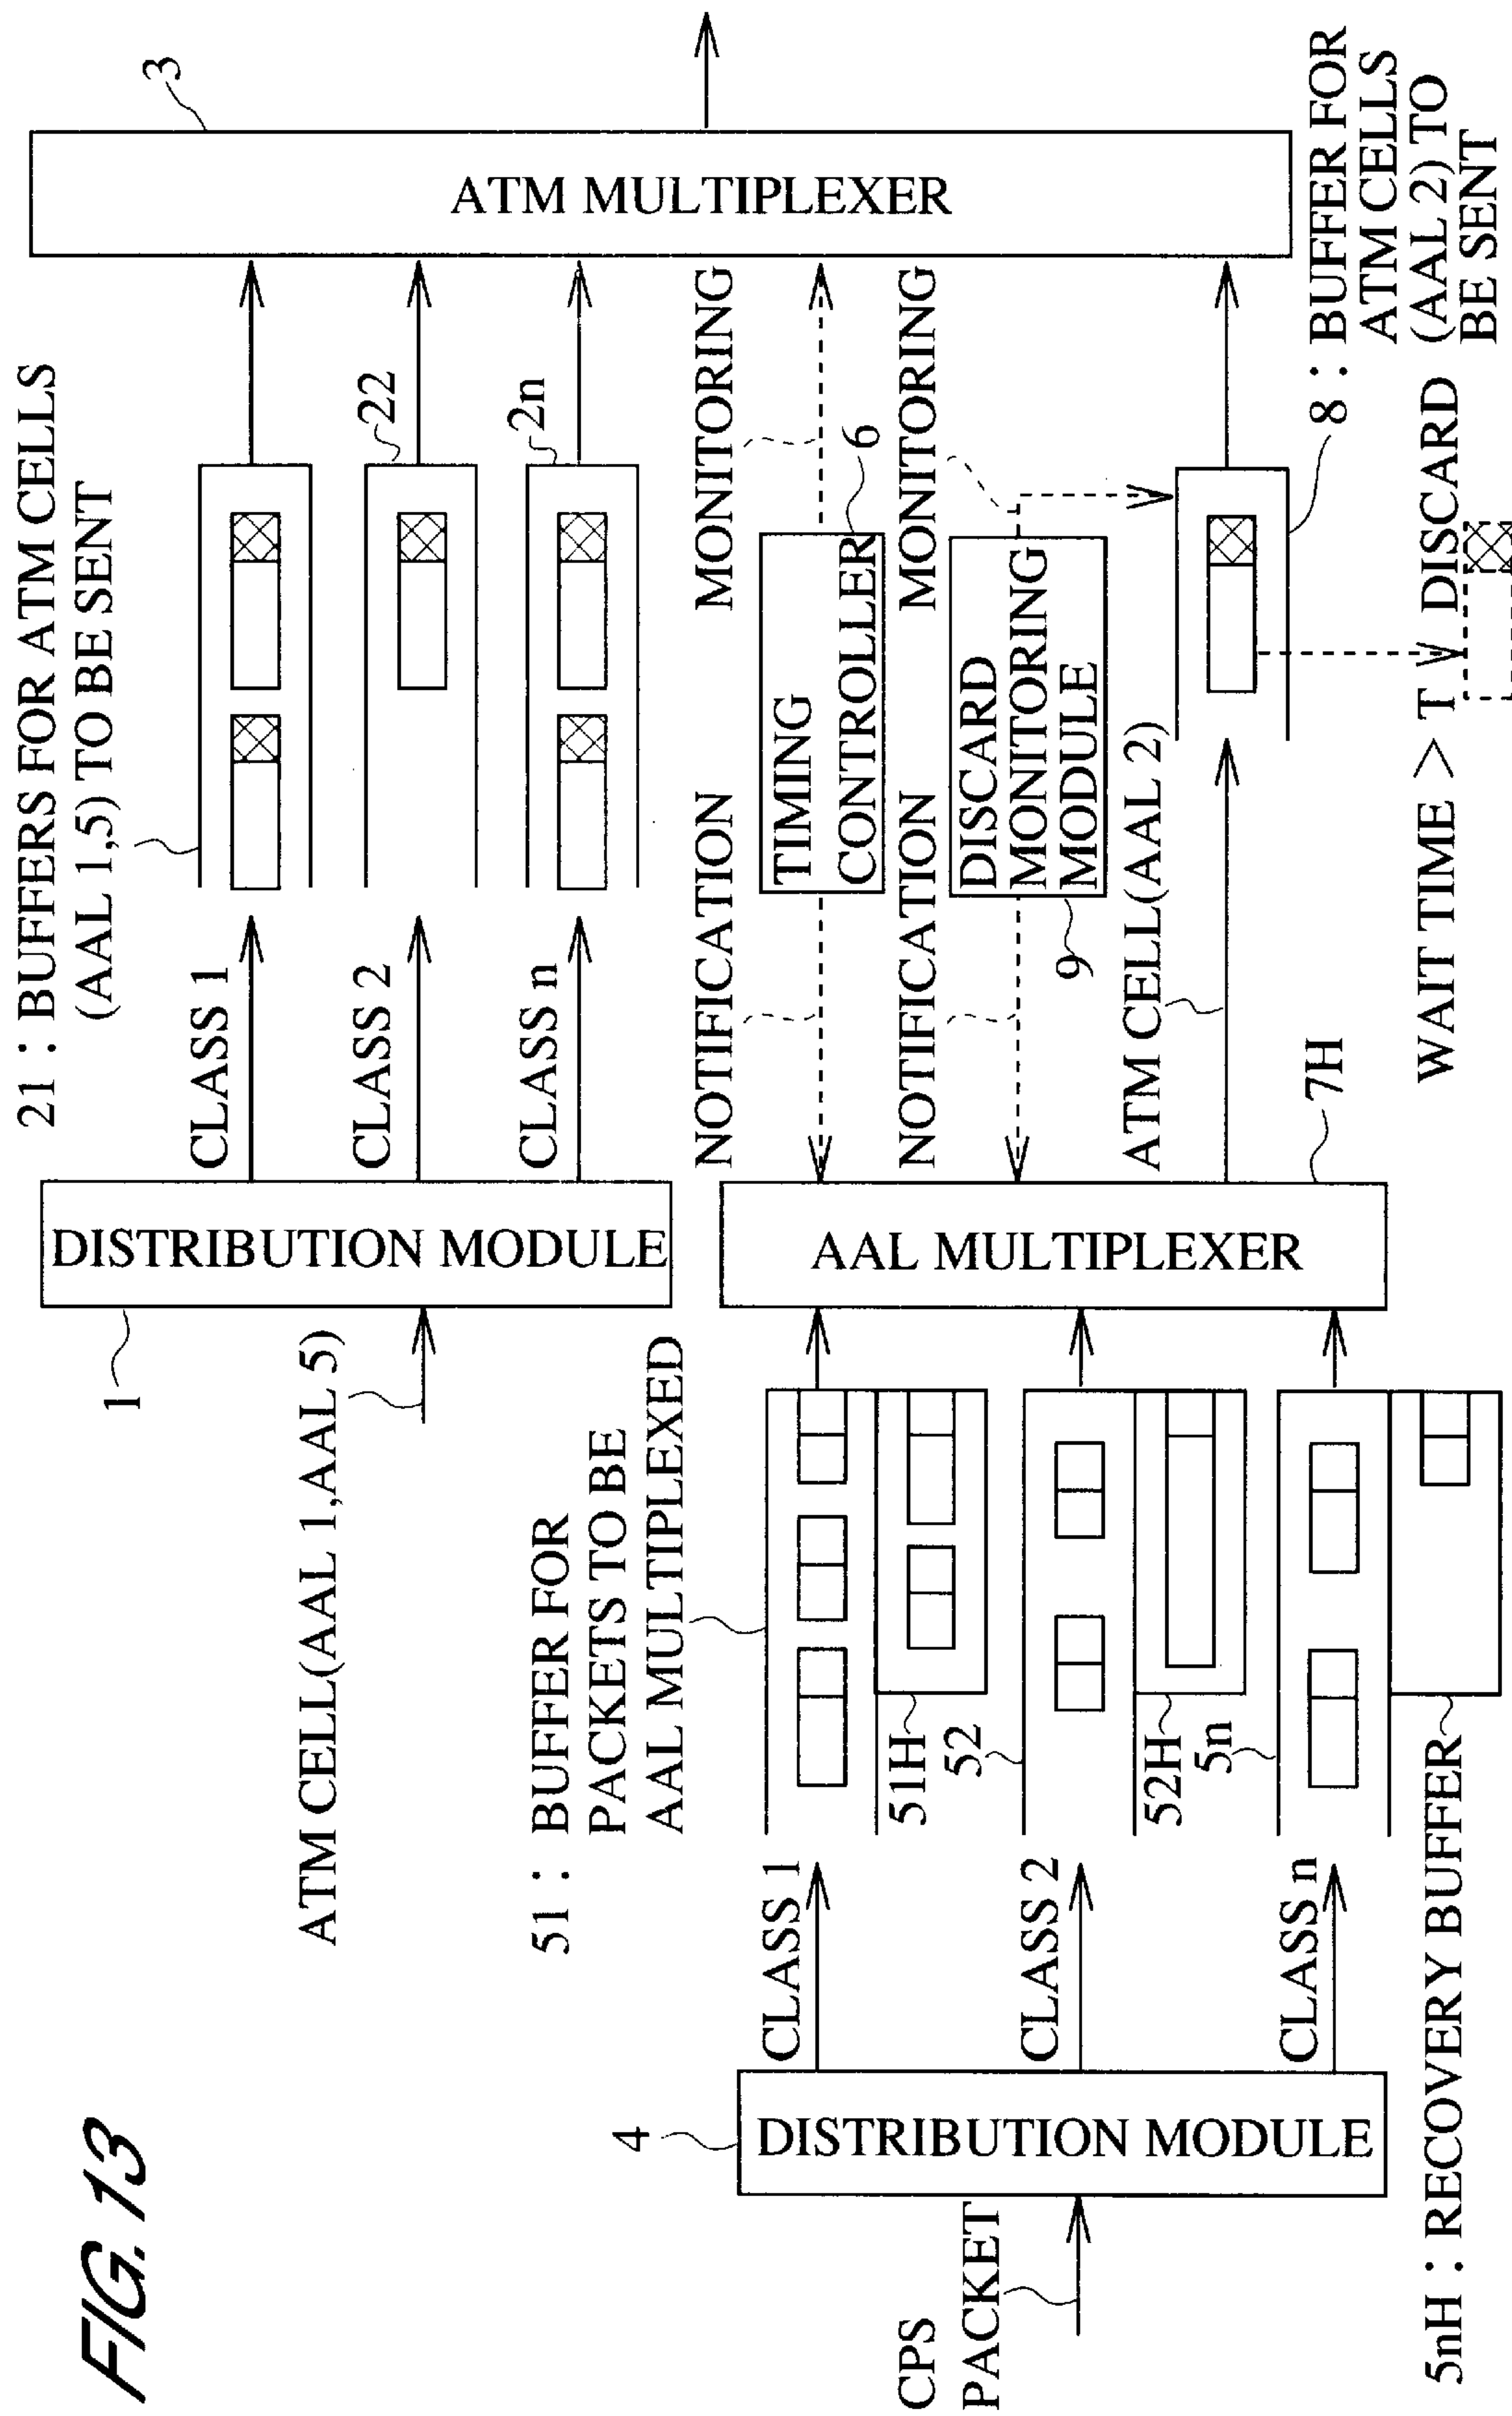 FIG. 13
21 : BUFFERS FOR ATM CELLS
(AAL 1,5) TO BE SENT
3
ATM MULTIPLEXER
22
2n
CLASS 1
CLASS 2
CLASS n
DISTRIBUTION MODULE
1
ATM CELL(AAL 1,AAL 5)
NOTIFICATION
MONITORING
TIMING
CONTROLLER
6
NOTIFICATION
MONITORING
DISCARD
MONITORING
MODULE
9
ATM CELL(AAL 2)
8 : BUFFER FOR
ATM CELLS
(AAL 2) TO
BE SENT
WAIT TIME > T
DISCARD
7H
AAL MULTIPLEXER
51 : BUFFER FOR
PACKETS TO BE
AAL MULTIPLEXED
51H
52
52H
5n
CLASS 1
CLASS 2
CLASS n
4
DISTRIBUTION MODULE
CPS
PACKET
5nH : RECOVERY BUFFER